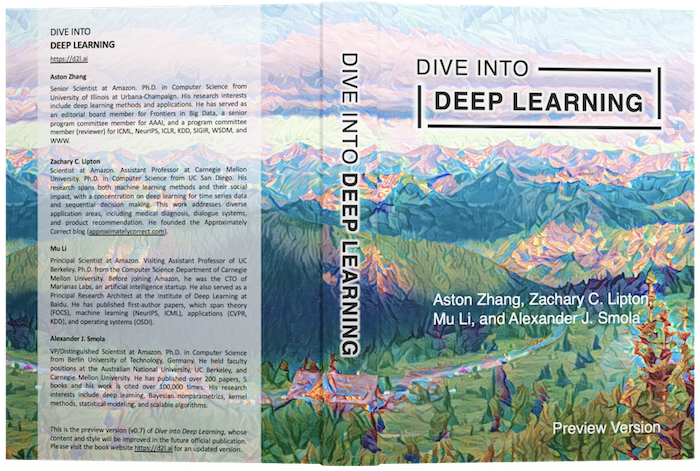 DIVE INTO
DEEP LEARNING
https://d2l.ai
Aston Zhang
Senior Scientist at Amazon. Ph.D. in Computer Science from
University of Illinois at Urbana-Champaign. His research interests
include deep learning methods and applications. He has served as
an editorial board member for Frontiers in Big Data, a senior
program committee member for AAAI, and a program committee
member (reviewer) for ICML, NeurIPS, ICLR, KDD, SIGIR, WSDM, and
WWW.
Zachary C. Lipton
Scientist at Amazon. Assistant Professor at Carnegie Mellon
University. Ph.D. in Computer Science from UC San Diego. His
research spans both machine learning methods and their social
impact, with a concentration on deep learning for time series data
and sequential decision making. This work addresses diverse
application areas, including medical diagnosis, dialogue systems,
and product recommendation. He founded the Approximately
Correct blog (approximatelycorrect.com).
Mu Li
Principal Scientist at Amazon. Visiting Assistant Professor of UC
Berkeley. Ph.D. from the Computer Science Department of Carnegie
Mellon University. Before joining Amazon, he was the CTO of
Marianas Labs, an artificial intelligence startup. He also served as a
Principal Research Architect at the Institute of Deep Learning at
Baidu. He has published first-author papers, which span theory
(FOCS), machine learning (NeurIPS, ICML), applications (CVPR,
KDD), and operating systems (OSDI).
Alexander J. Smola
VP/Distinguished Scientist at Amazon. Ph.D. in Computer Science
from Berlin University of Technology, Germany. He held faculty
positions at the Australian National University, UC Berkeley, and
Carnegie Mellon University. He has published over 200 papers, 5
books and his work is cited over 100,000 times. His research
interests include deep learning, Bayesian nonparametrics, kernel
methods, statistical modeling, and scalable algorithms.
This is the preview version (v0.7) of Dive into Deep Learning, whose
content and style will be improved in the future official publication.
Please visit the book website https://d2l.ai for an updated version.
DIVE INTO DEEP LEARNING
DIVE INTO
DEEP LEARNING
Aston Zhang, Zachary C. Lipton,
Mu Li, and Alexander J. Smola
Preview Version